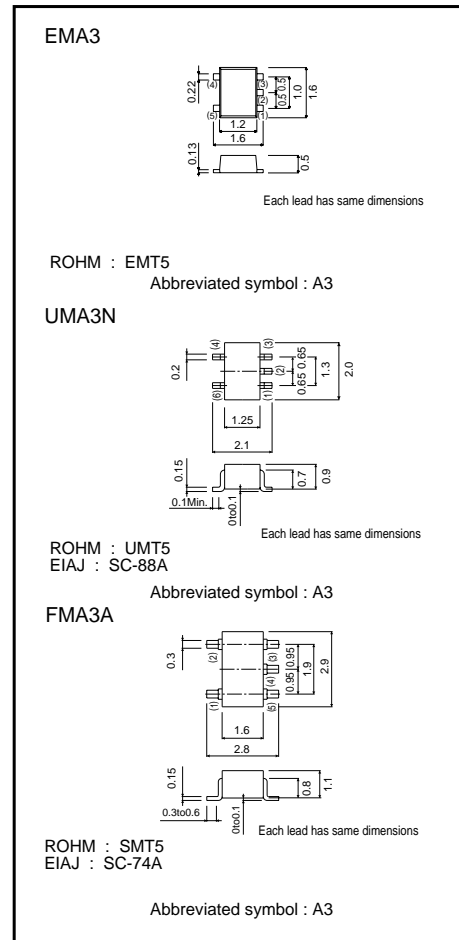 EMA3
0.22
(4)
(3)
(2)
(5)
(1)
0.5 0.5
1.0
1.6
1.2
1.6
0.13
0.5
Each lead has same dimensions
ROHM : EMT5
Abbreviated symbol : A3
UMA3N
0.2
(4)
(3)
(2)
(6)
(1)
0.65 0.65
1.3
2.0
1.25
2.1
0.15
0.1Min.
0to0.1
0.7
0.9
Each lead has same dimensions
ROHM : UMT5
EIAJ : SC-88A
Abbreviated symbol : A3
FMA3A
0.3
(2)
(3)
(4)
(1)
(5)
0.95 0.95
1.9
2.9
1.6
2.8
0.15
0.3to0.6
0to0.1
0.8
1.1
Each lead has same dimensions
ROHM : SMT5
EIAJ : SC-74A
Abbreviated symbol : A3